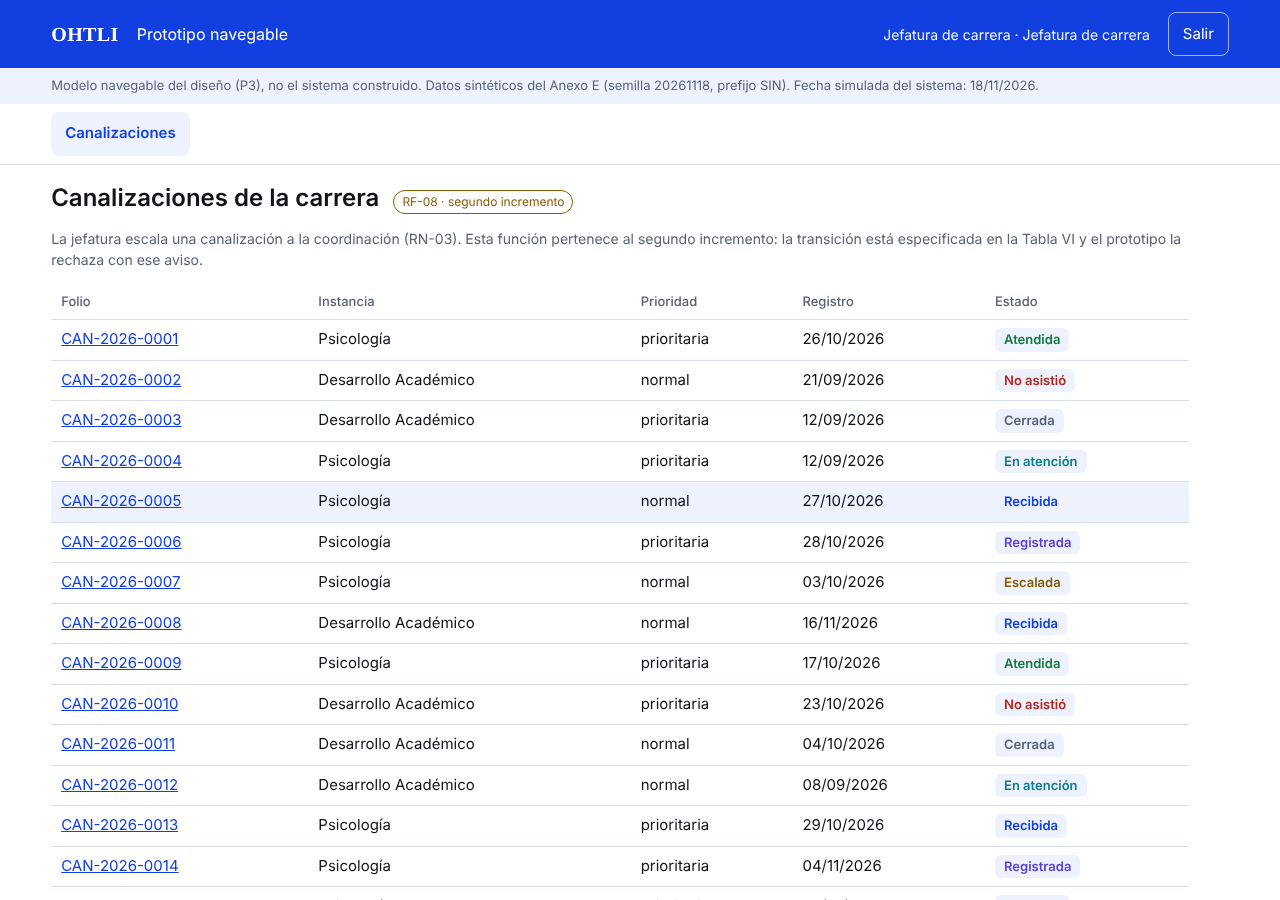 OHTLI Prototipo navegable Jefatura de carrera · Jefatura de carrera Salir
Modelo navegable del diseño (P3), no el sistema construido. Datos sintéticos del Anexo E (semilla 20261118, prefijo SIN). Fecha simulada del sistema: 18/11/2026.
Canalizaciones
Canalizaciones de la carrera RF-08 · segundo incremento
La jefatura escala una canalización a la coordinación (RN-03). Esta función pertenece al segundo incremento: la transición está especificada en la Tabla VI y el prototipo la
rechaza con ese aviso.
Folio Instancia Prioridad Registro Estado
CAN-2026-0001 Psicología prioritaria 26/10/2026 Atendida
CAN-2026-0002 Desarrollo Académico normal 21/09/2026 No asistió
CAN-2026-0003 Desarrollo Académico prioritaria 12/09/2026 Cerrada
CAN-2026-0004 Psicología prioritaria 12/09/2026 En atención
CAN-2026-0005 Psicología normal 27/10/2026 Recibida
CAN-2026-0006 Psicología prioritaria 28/10/2026 Registrada
CAN-2026-0007 Psicología normal 03/10/2026 Escalada
CAN-2026-0008 Desarrollo Académico normal 16/11/2026 Recibida
CAN-2026-0009 Psicología prioritaria 17/10/2026 Atendida
CAN-2026-0010 Desarrollo Académico prioritaria 23/10/2026 No asistió
CAN-2026-0011 Desarrollo Académico normal 04/10/2026 Cerrada
CAN-2026-0012 Desarrollo Académico normal 08/09/2026 En atención
CAN-2026-0013 Psicología prioritaria 29/10/2026 Recibida
CAN-2026-0014 Psicología prioritaria 04/11/2026 Registrada